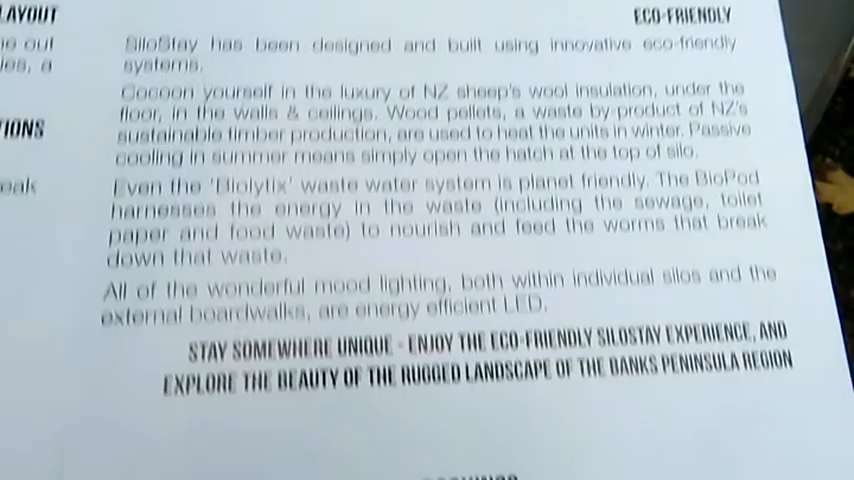 LAYOUT
ECO-FRIENDLY
out
SiloStay has been designed and built using innovative eco-friendly
a
systems.
Cocoon yourself in the luxury of NZ sheep's wool insulation, under the
floor, in the walls & ceilings. Wood pellets, a waste by-product of NZ's
sustainable timber production, are used to heat the units in winter. Passive
cooling in summer means simply open the hatch at the top of silo.
Even the 'Biolytix' waste water system is planet friendly. The BioPod
harnesses the energy in the waste (including the sewage, toilet
paper and food waste) to nourish and feed the worms that break
down that waste.
All of the wonderful mood lighting, both within individual silos and the
external boardwalks, are energy efficient LED.
STAY SOMEWHERE UNIQUE - ENJOY THE ECO-FRIENDLY SILOSTAY EXPERIENCE, AND
EXPLORE THE BEAUTY OF THE RUGGED LANDSCAPE OF THE BANKS PENINSULA REGION